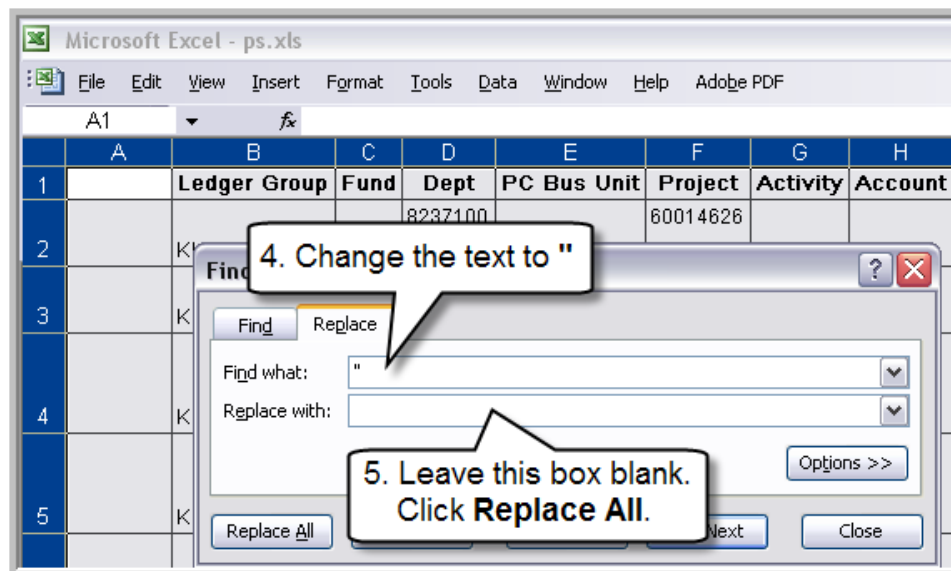 Microsoft Excel - ps.xls
File Edit View Insert Format Tools Data Window Help Adobe PDF
A1 fx
A B C D E F G H
1 Ledger Group Fund Dept PC Bus Unit Project Activity Account
8237100 60014626
2 K
4. Change the text to "
Find
3 K
Find Replace
Find what: "
Replace with:
4 K
Options >>
5. Leave this box blank.
Click Replace All.
5 K
Replace All Next Close